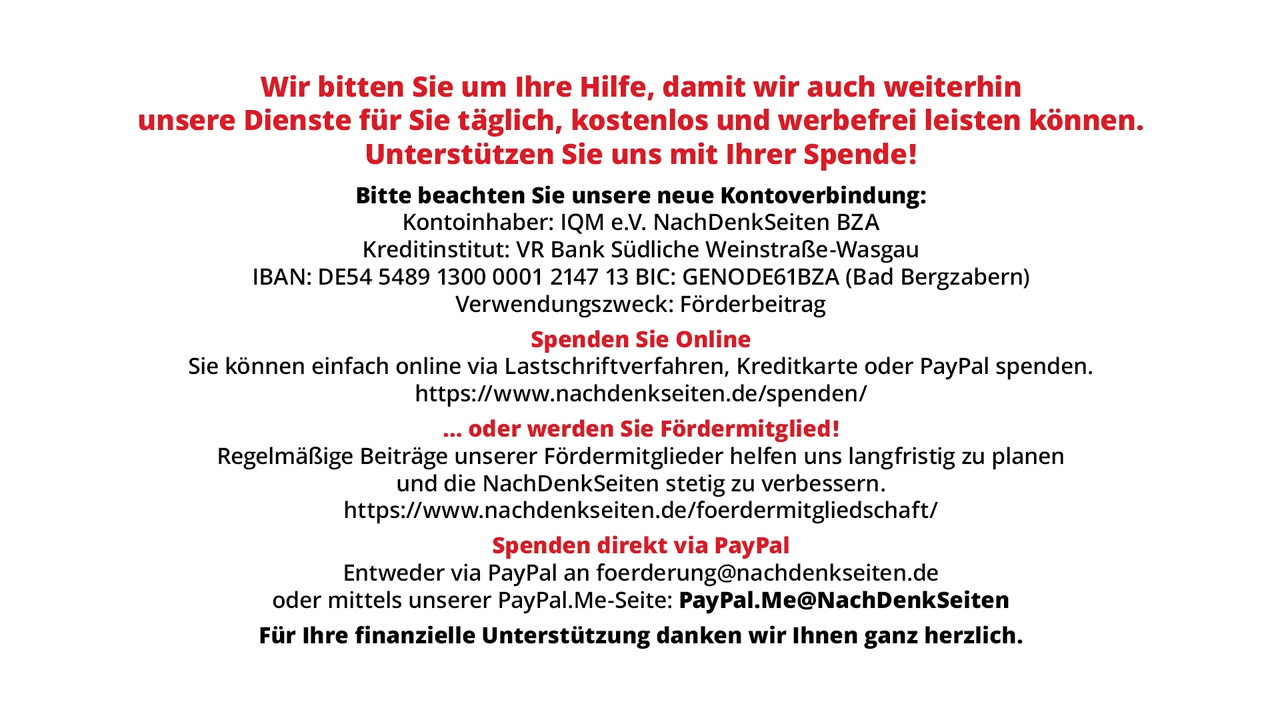 Wir bitten Sie um Ihre Hilfe, damit wir auch weiterhin
unsere Dienste für Sie täglich, kostenlos und werbefrei leisten können.
Unterstützen Sie uns mit Ihrer Spende!
Bitte beachten Sie unsere neue Kontoverbindung:
Kontoinhaber: IQM e.V. NachDenkSeiten BZA
Kreditinstitut: VR Bank Südliche Weinstraße-Wasgau
IBAN: DE54 5489 1300 0001 2147 13 BIC: GENODE61BZA (Bad Bergzabern)
Verwendungszweck: Förderbeitrag
Spenden Sie Online
Sie können einfach online via Lastschriftverfahren, Kreditkarte oder PayPal spenden.
https://www.nachdenkseiten.de/spenden/
... oder werden Sie Fördermitglied!
Regelmäßige Beiträge unserer Fördermitglieder helfen uns langfristig zu planen
und die NachDenkSeiten stetig zu verbessern.
https://www.nachdenkseiten.de/foerdermitgliedschaft/
Spenden direkt via PayPal
Entweder via PayPal an foerderung@nachdenkseiten.de
oder mittels unserer PayPal.Me-Seite: PayPal.Me@NachDenkSeiten
Für Ihre finanzielle Unterstützung danken wir Ihnen ganz herzlich.